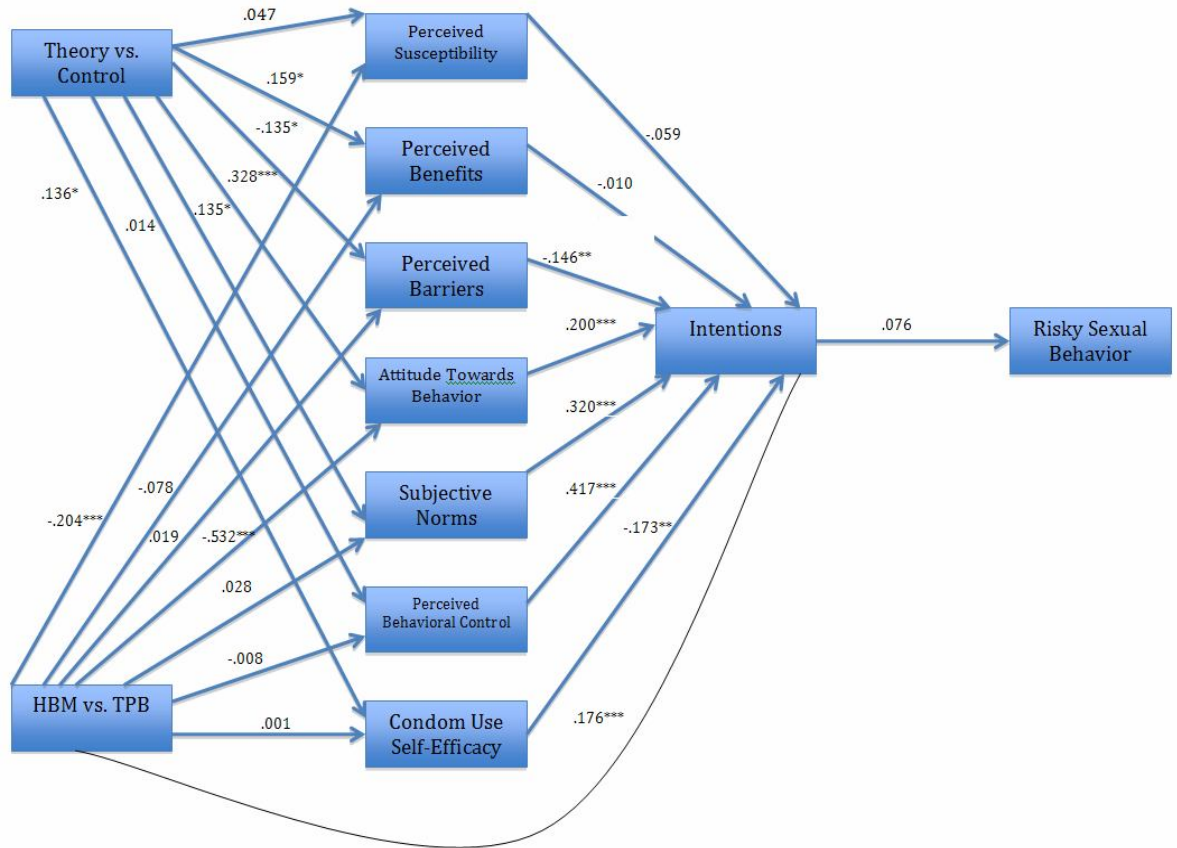 .047
Theory vs.
Control
Perceived
Susceptibility
.159*
-.135*
-.059
Perceived
Benefits
.328***
-.010
.136*
.135*
.014
-.146**
Perceived
Barriers
.200***
Intentions
.076
Risky Sexual
Behavior
Attitude Towards
Behavior
.320***
-.078
Subjective
Norms
.417***
-.204***
.019
-.532***
-.173**
.028
Perceived
Behavioral Control
-.008
HBM vs. TPB
.001
Condom Use
Self-Efficacy
.176***